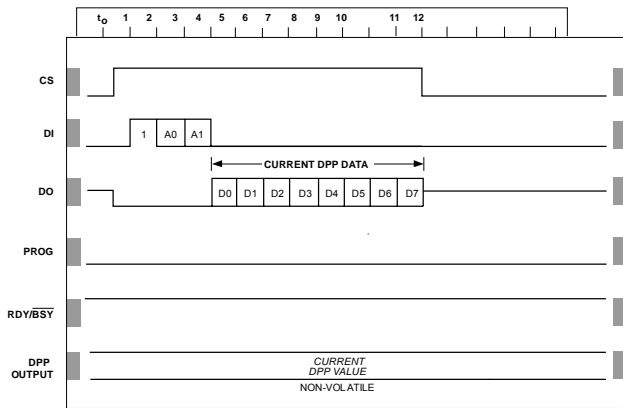 to 1 2 3 4 5 6 7 8 9 10 11 12
CS
DI 1 A0 A1
CURRENT DPP DATA
DO D0 D1 D2 D3 D4 D5 D6 D7
PROG
RDY/BSY
DPP OUTPUT
CURRENT
DPP VALUE
NON-VOLATILE